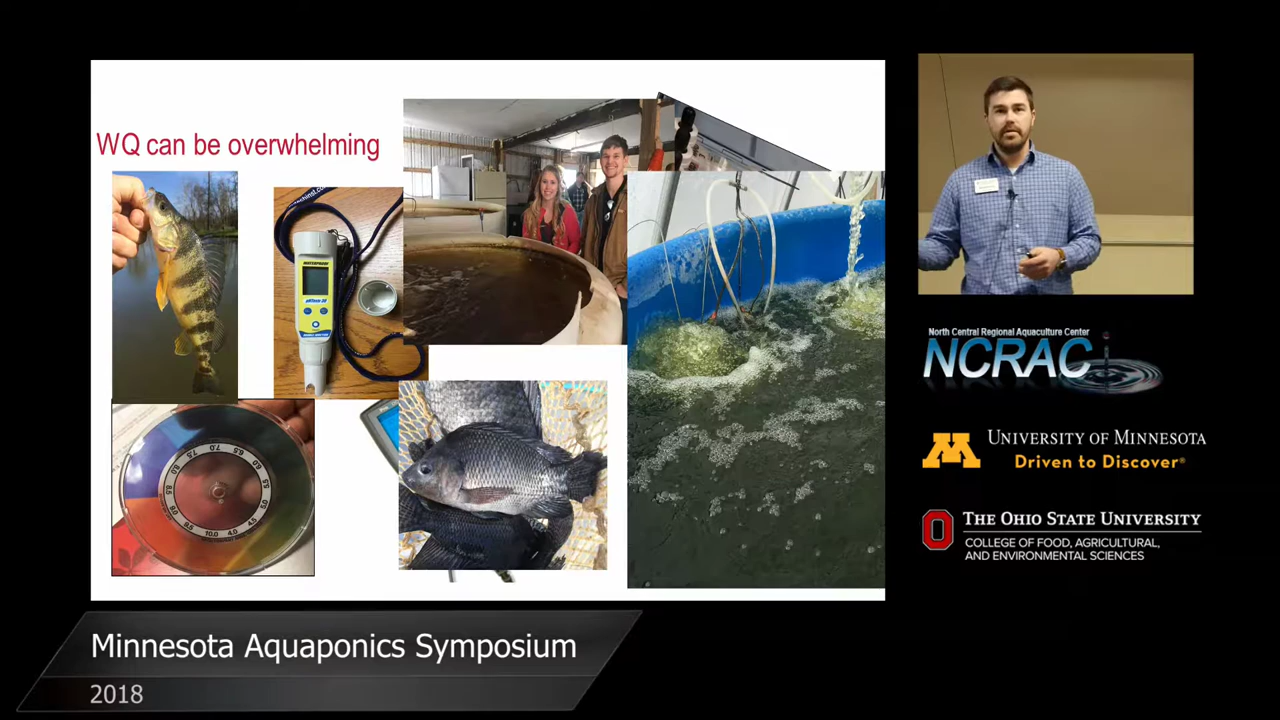 WQ can be overwhelming
WATERPROOF
North Central Regional Aquaculture Center
NCRAC
UNIVERSITY OF MINNESOTA
Driven to Discover®
THE OHIO STATE UNIVERSITY
COLLEGE OF FOOD, AGRICULTURAL,
AND ENVIRONMENTAL SCIENCES
Minnesota Aquaponics Symposium
2018